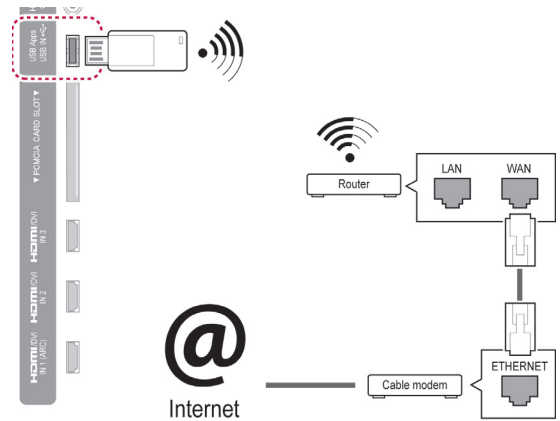 USB Apps
USB IN
▼ PCMCIA CARD SLOT ▼
HDMI/DVI
IN 3
HDMI/DVI
IN 2
HDMI/DVI
IN 1 (ARC)
Router
LAN WAN
ETHERNET
Cable modem
@
Internet